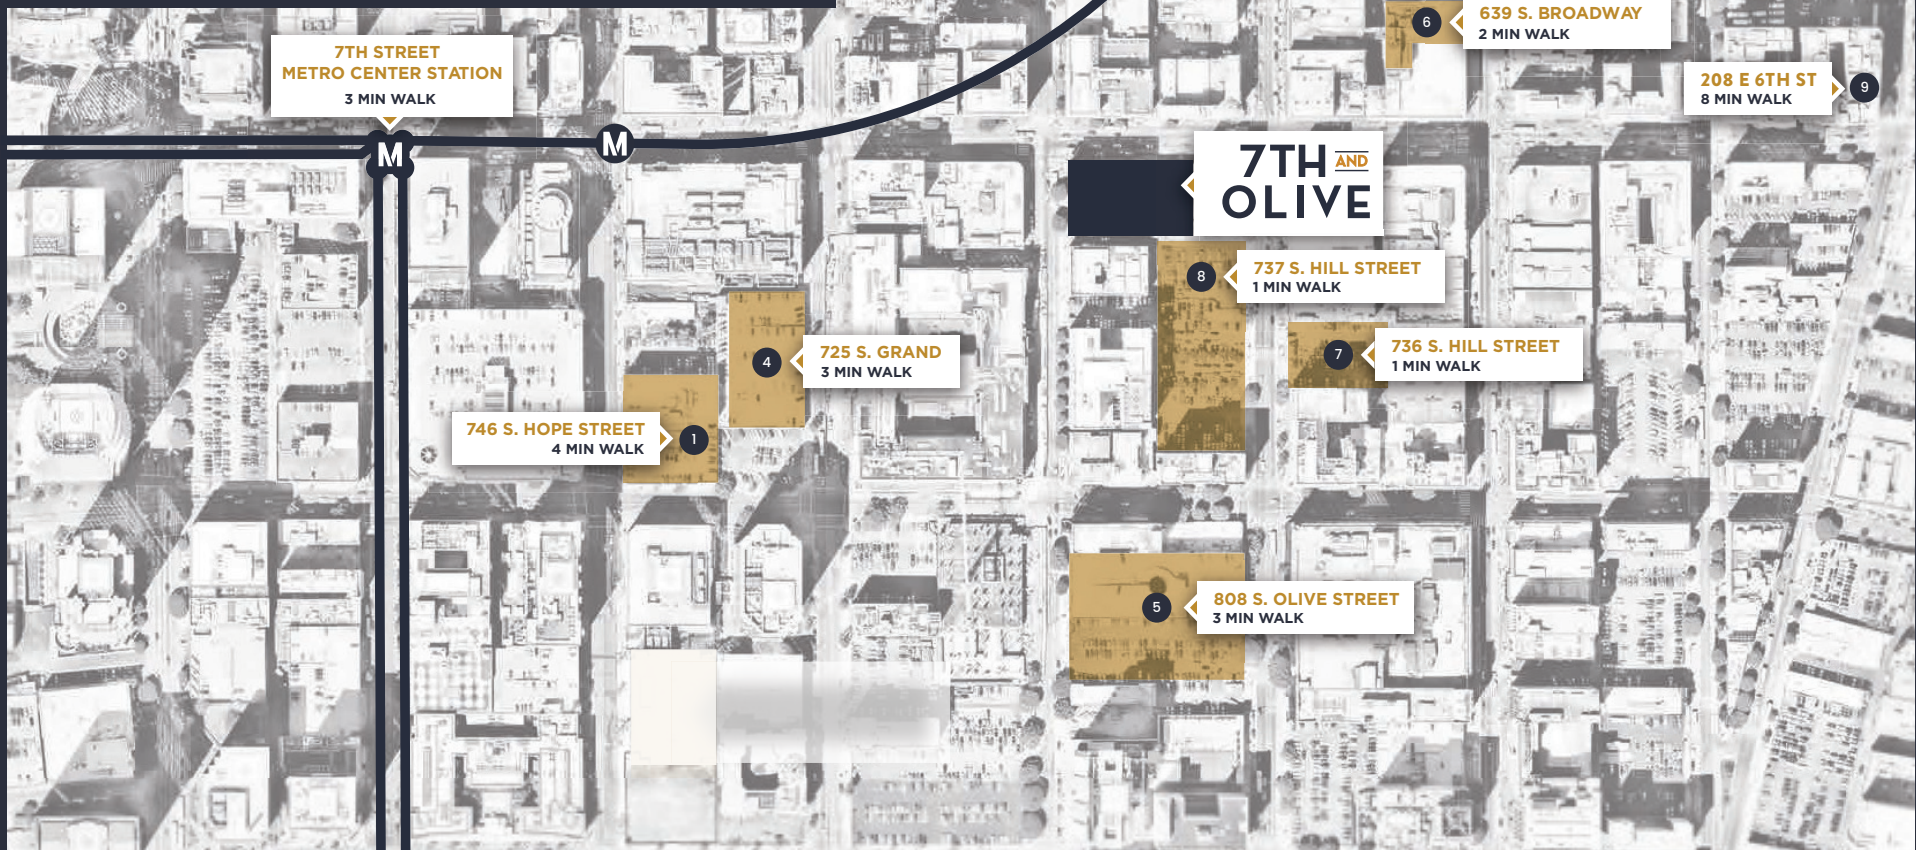 6
639 S. BROADWAY
2 MIN WALK
7TH STREET
METRO CENTER STATION
3 MIN WALK
208 E 6TH ST
8 MIN WALK
9
M
M
7TH AND
OLIVE
8
737 S. HILL STREET
1 MIN WALK
4
725 S. GRAND
3 MIN WALK
7
736 S. HILL STREET
1 MIN WALK
746 S. HOPE STREET
4 MIN WALK
1
5
808 S. OLIVE STREET
3 MIN WALK